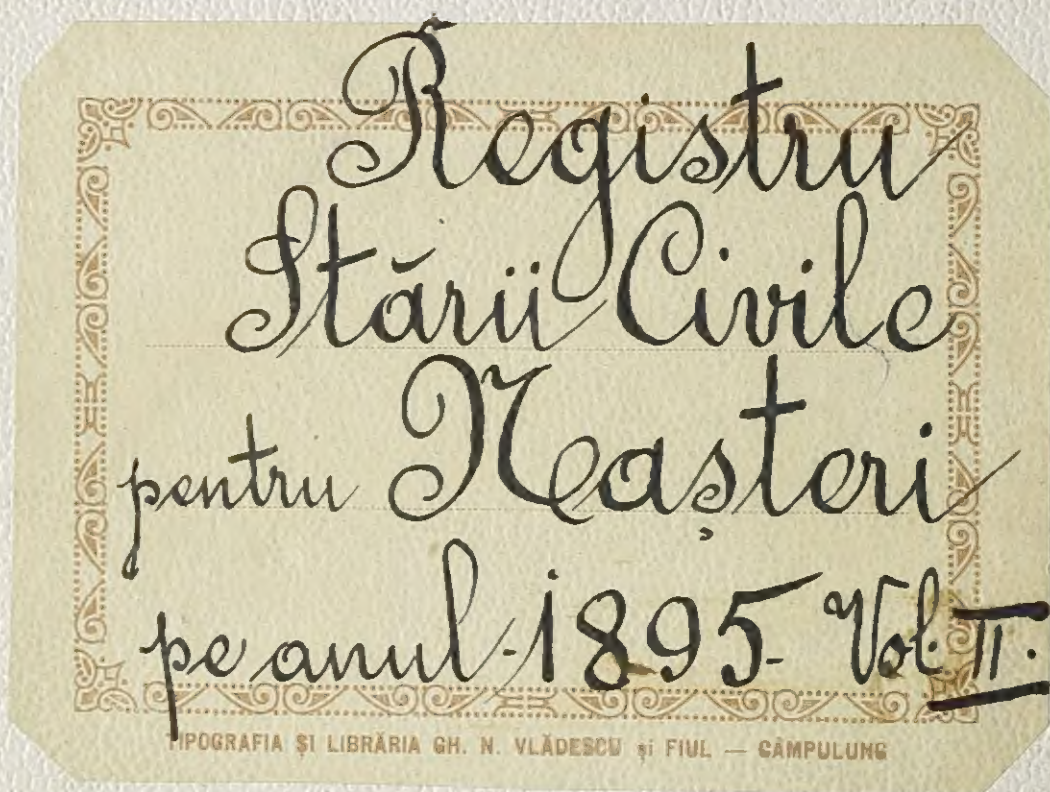 Registru
Stării Civile
pentru Nașteri
pe anul 1895 Vol. II.
TIPOGRAFIA ȘI LIBRĂRIA GH. N. VLĂDESCU și FIUL — CÂMPULUNG